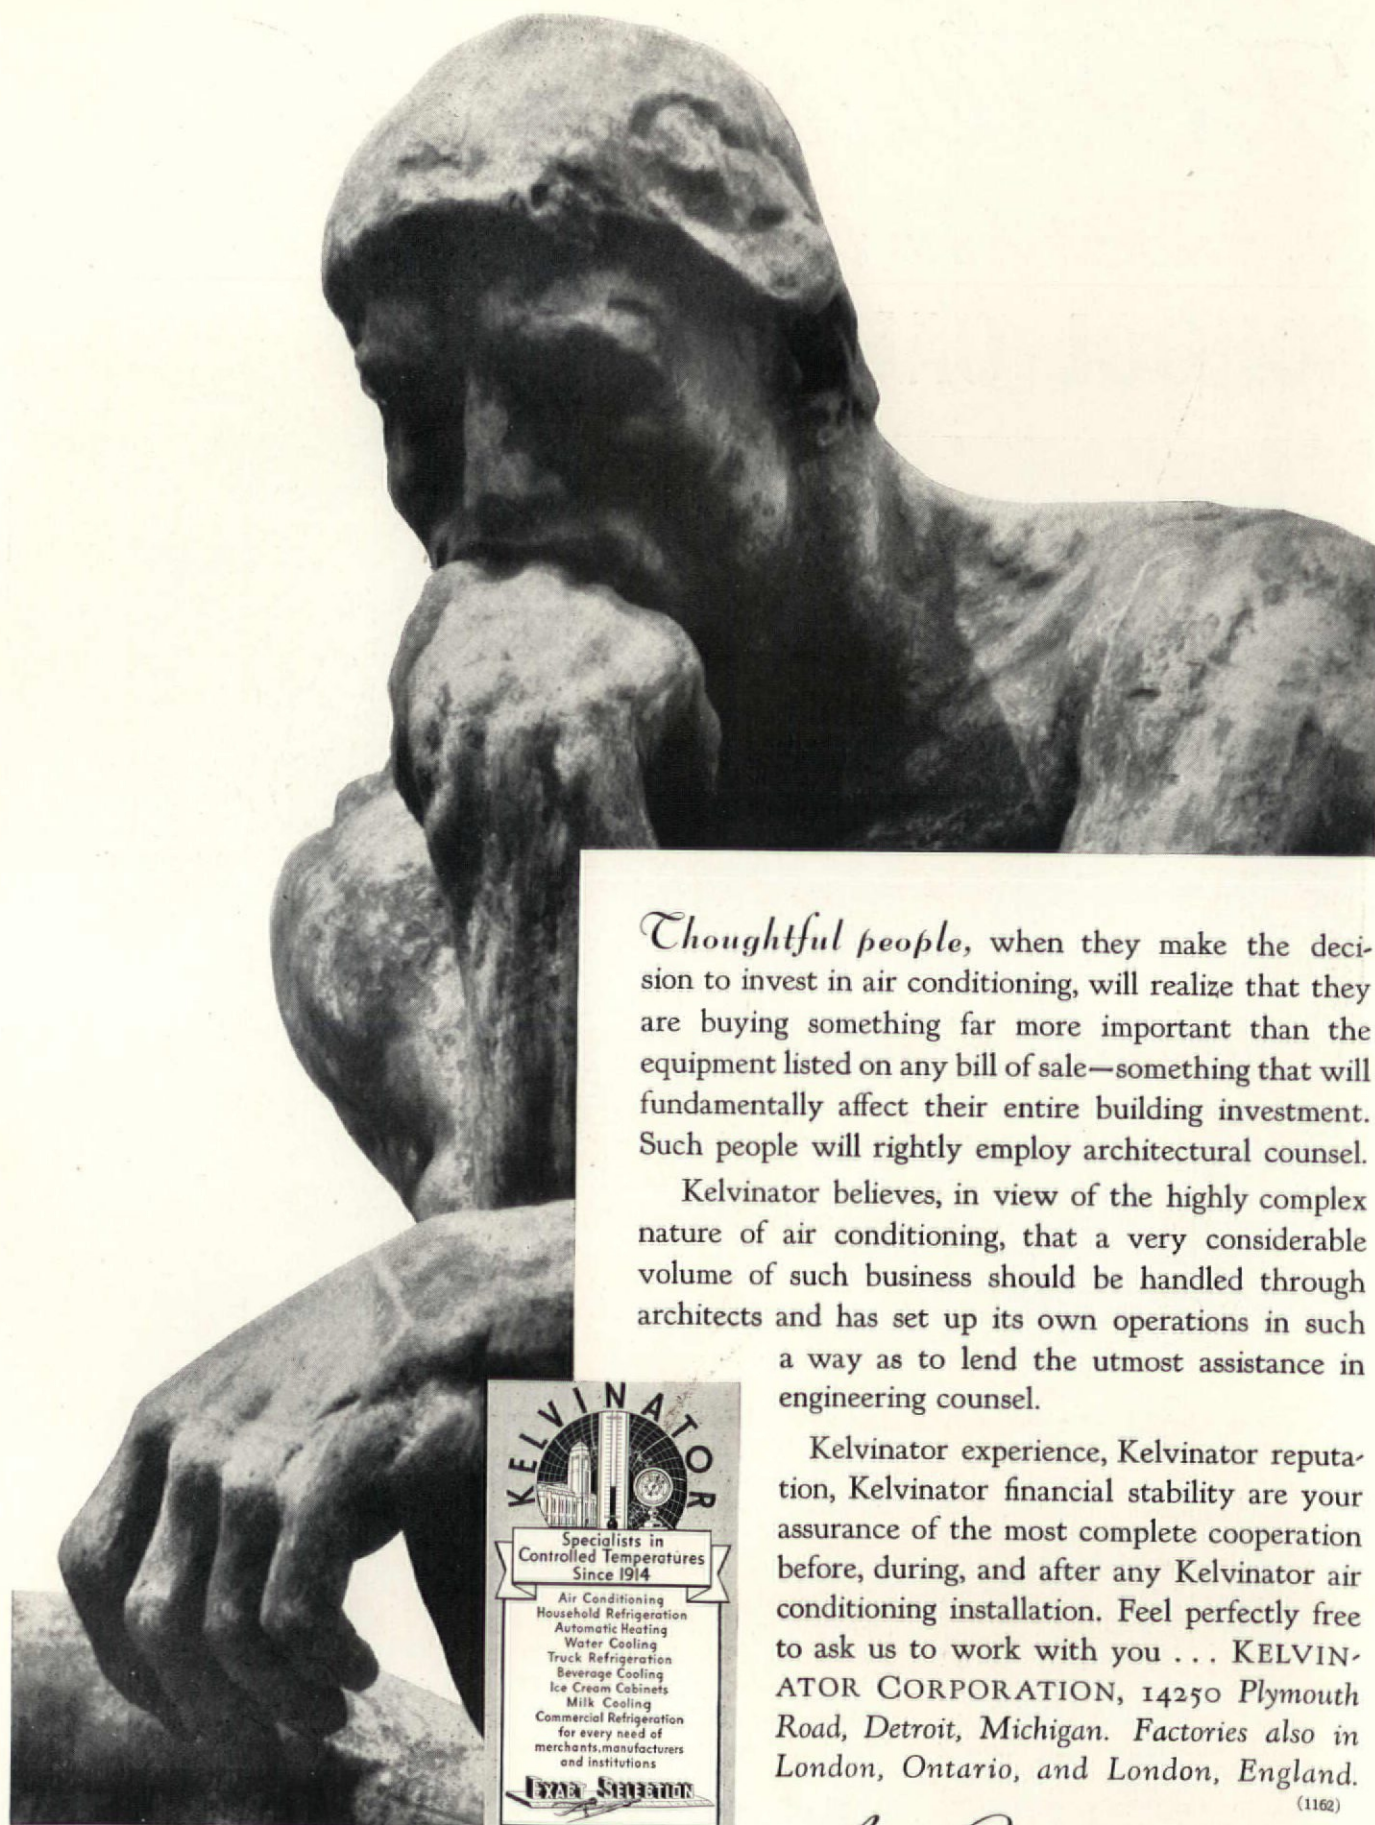 Thoughtful people, when they make the deci-
sion to invest in air conditioning, will realize that they
are buying something far more important than the
equipment listed on any bill of sale—something that will
fundamentally affect their entire building investment.
Such people will rightly employ architectural counsel.
Kelvinator believes, in view of the highly complex
nature of air conditioning, that a very considerable
volume of such business should be handled through
architects and has set up its own operations in such
a way as to lend the utmost assistance in
engineering counsel.
Kelvinator experience, Kelvinator reputa-
tion, Kelvinator financial stability are your
assurance of the most complete cooperation
before, during, and after any Kelvinator air
conditioning installation. Feel perfectly free
to ask us to work with you ... KELVIN-
ATOR CORPORATION, 14250 Plymouth
Road, Detroit, Michigan. Factories also in
London, Ontario, and London, England.
(1162)
KELVINATOR
Specialists in
Controlled Temperatures
Since 1914
Air Conditioning
Household Refrigeration
Automatic Heating
Water Cooling
Truck Refrigeration
Beverage Cooling
Ice Cream Cabinets
Milk Cooling
Commercial Refrigeration
for every need of
merchants, manufacturers
and institutions
EXACT SELECTION